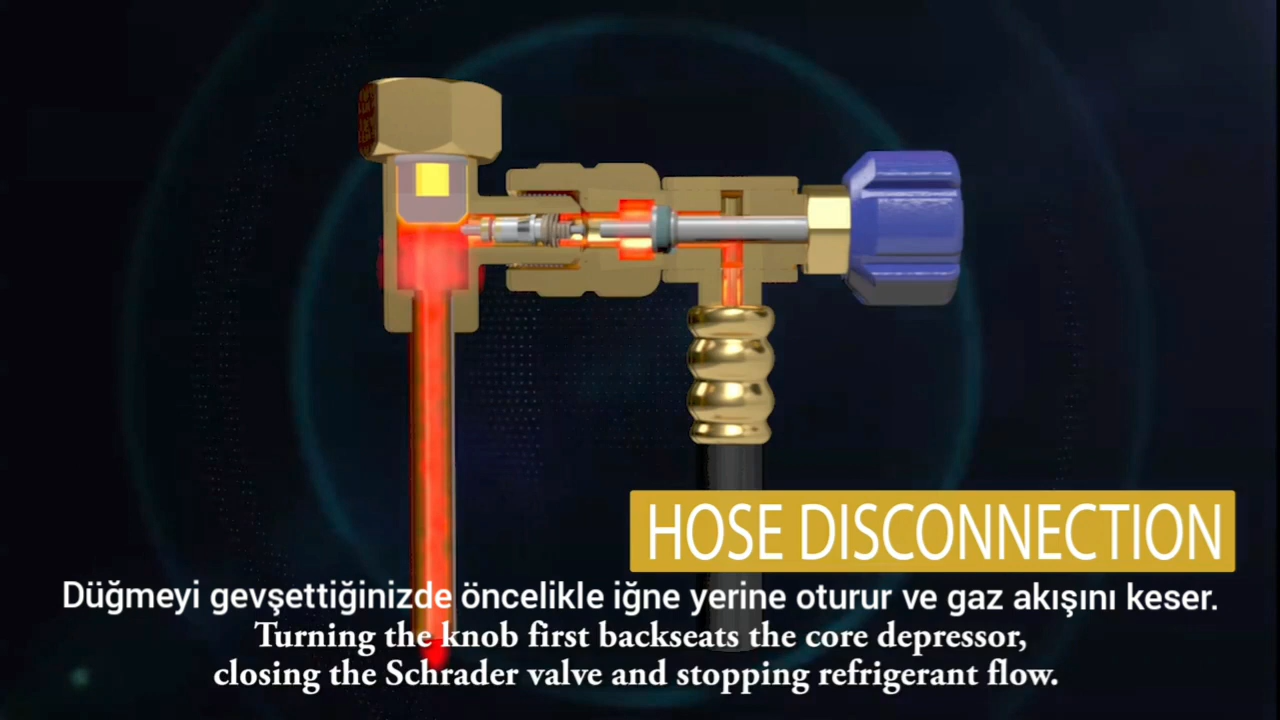 HOSE DISCONNECTION
Düğmeyi gevşettiğinizde öncelikle iğne yerine oturur ve gaz akışını keser.
Turning the knob first backseats the core depressor,
closing the Schrader valve and stopping refrigerant flow.